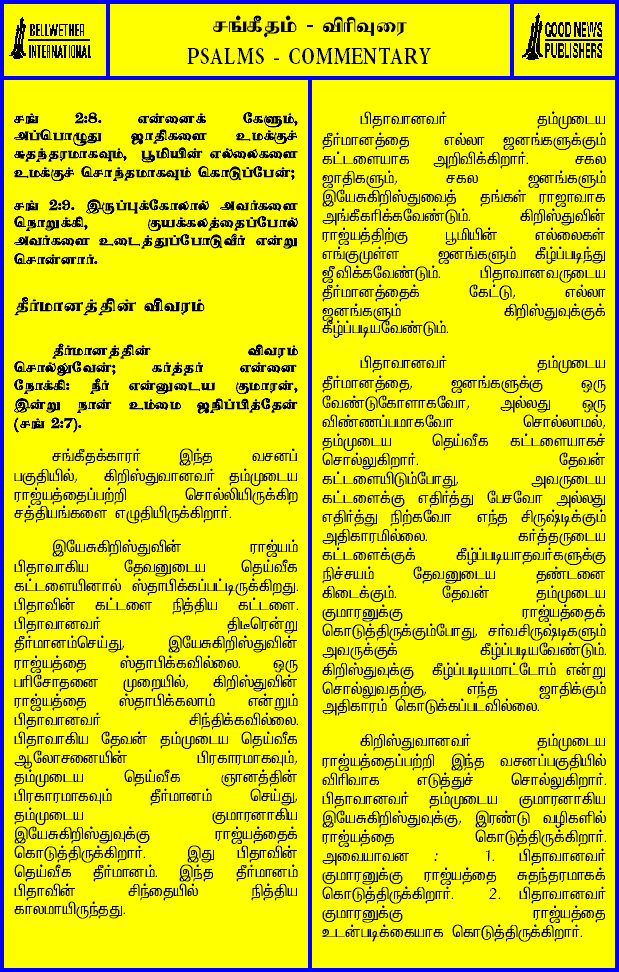 BELLWETHER
INTERNATIONAL
சங்கீதம் - விரிவுரை
PSALMS - COMMENTARY
GOOD NEWS
PUBLISHERS
சங் 2:8. என்னைக் கேளும்,
அப்பொழுது ஜாதிகளை உமக்குச்
சுதந்தரமாகவும், பூமியின் எல்லைகளை
உமக்குச் சொந்தமாகவும் கொடுப்பேன்;
சங் 2:9. இருப்புக்கோலால் அவர்களை
நொறுக்கி, குயக்கலத்தைப்போல்
அவர்களை உடைத்துப்போடுவீர் என்று
சொன்னார்.
தீர்மானத்தின் விவரம்
தீர்மானத்தின் விவரம்
சொல்லுவேன்; கர்த்தர் என்னை
நோக்கி: நீர் என்னுடைய குமாரன்,
இன்று நான் உம்மை ஜநிப்பித்தேன்
(சங் 2:7).
சங்கீதக்காரர் இந்த வசனப்
பகுதியில், கிறிஸ்துவானவர் தம்முடைய
ராஜ்யத்தைப்பற்றி சொல்லியிருக்கிற
சத்தியங்களை எழுதியிருக்கிறார்.
இயேசுகிறிஸ்துவின் ராஜ்யம்
பிதாவாகிய தேவனுடைய தெய்வீக
கட்டளையினால் ஸ்தாபிக்கப்பட்டிருக்கிறது.
பிதாவின் கட்டளை நித்திய கட்டளை.
பிதாவானவர் திடீரென்று
தீர்மானம்செய்து, இயேசுகிறிஸ்துவின்
ராஜ்யத்தை ஸ்தாபிக்கவில்லை. ஒரு
பரிசோதனை முறையில், கிறிஸ்துவின்
ராஜ்யத்தை ஸ்தாபிக்கலாம் என்றும்
பிதாவானவர் சிந்திக்கவில்லை.
பிதாவாகிய தேவன் தம்முடைய தெய்வீக
ஆலோசனையின் பிரகாரமாகவும்,
தம்முடைய தெய்வீக ஞானத்தின்
பிரகாரமாகவும் தீர்மானம் செய்து,
தம்முடைய குமாரனாகிய
இயேசுகிறிஸ்துவுக்கு ராஜ்யத்தைக்
கொடுத்திருக்கிறார். இது பிதாவின்
தெய்வீக தீர்மானம். இந்த தீர்மானம்
பிதாவின் சிந்தையில் நித்திய
காலமாயிருந்தது.
பிதாவானவர் தம்முடைய
தீர்மானத்தை எல்லா ஜனங்களுக்கும்
கட்டளையாக அறிவிக்கிறார். சகல
ஜாதிகளும், சகல ஜனங்களும்
இயேசுகிறிஸ்துவைத் தங்கள் ராஜாவாக
அங்கீகரிக்கவேண்டும். கிறிஸ்துவின்
ராஜ்யத்திற்கு பூமியின் எல்லைகள்
எங்குமுள்ள ஜனங்களும் கீழ்ப்படிந்து
ஜீவிக்கவேண்டும். பிதாவானவருடைய
தீர்மானத்தைக் கேட்டு, எல்லா
ஜனங்களும் கிறிஸ்துவுக்குக்
கீழ்ப்படியவேண்டும்.
பிதாவானவர் தம்முடைய
தீர்மானத்தை, ஜனங்களுக்கு ஒரு
வேண்டுகோளாகவோ, அல்லது ஒரு
விண்ணப்பமாகவோ சொல்லாமல்,
தம்முடைய தெய்வீக கட்டளையாகச்
சொல்லுகிறார். தேவன்
கட்டளையிடும்போது, அவருடைய
கட்டளைக்கு எதிர்த்து பேசவோ அல்லது
எதிர்த்து நிற்கவோ எந்த சிருஷ்டிக்கும்
அதிகாரமில்லை. கர்த்தருடைய
கட்டளைக்குக் கீழ்ப்படியாதவர்களுக்கு
நிச்சயம் தேவனுடைய தண்டனை
கிடைக்கும். தேவன் தம்முடைய
குமாரனுக்கு ராஜ்யத்தைக்
கொடுத்திருக்கும்போது, சர்வசிருஷ்டிகளும்
அவருக்குக் கீழ்ப்படியவேண்டும்.
கிறிஸ்துவுக்கு கீழ்ப்படியமாட்டோம் என்று
சொல்லுவதற்கு, எந்த ஜாதிக்கும்
அதிகாரம் கொடுக்கப்படவில்லை.
கிறிஸ்துவானவர் தம்முடைய
ராஜ்யத்தைப்பற்றி இந்த வசனப்பகுதியில்
விரிவாக எடுத்துச் சொல்லுகிறார்.
பிதாவானவர் தம்முடைய குமாரனாகிய
இயேசுகிறிஸ்துவுக்கு, இரண்டு வழிகளில்
ராஜ்யத்தை கொடுத்திருக்கிறார்.
அவையாவன : 1. பிதாவானவர்
குமாரனுக்கு ராஜ்யத்தை சுதந்தரமாகக்
கொடுத்திருக்கிறார். 2. பிதாவானவர்
குமாரனுக்கு ராஜ்யத்தை
உடன்படிக்கையாக கொடுத்திருக்கிறார்.